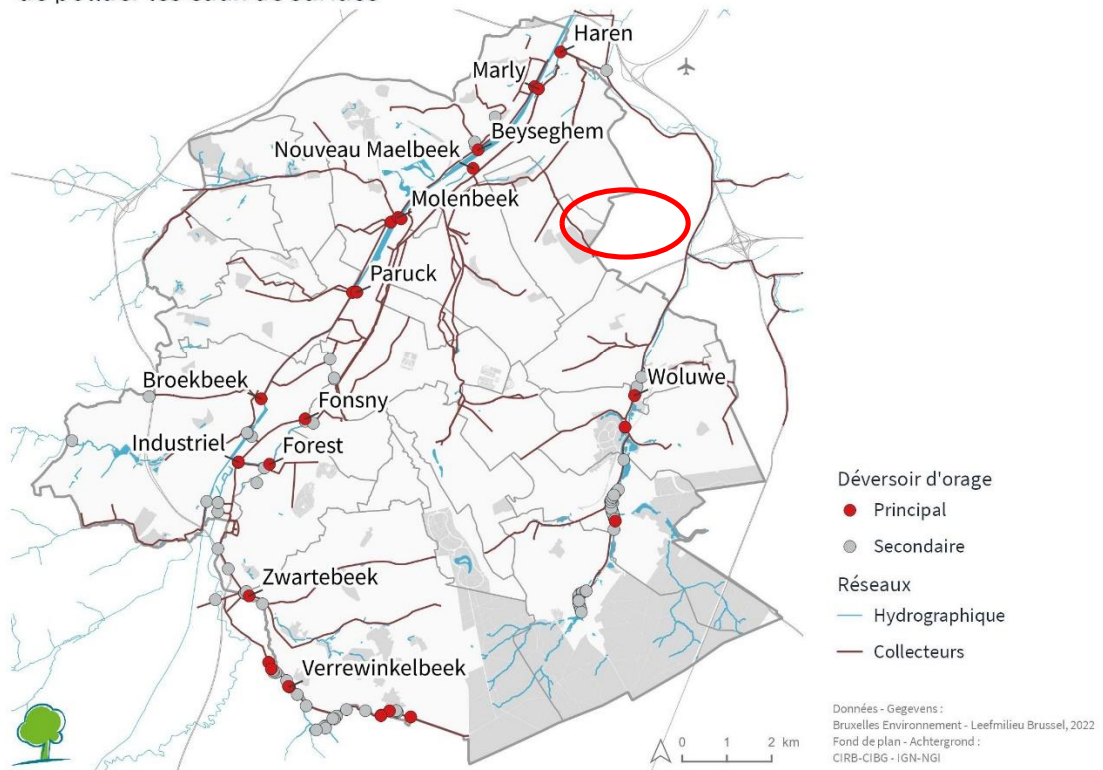 Haren
Marly
Beyseghem
Nouveau Maelbeek
Molenbeek
Paruck
Broekbeek
Woluwe
Fonsny
Industriel
Forest
Zwartebeek
Verrewinkelbeek
Déversoir d'orage
Principal
Secondaire
Réseaux
Hydrographique
Collecteurs
Données - Gegevens :
Bruxelles Environnement - Leefmilieu Brussel, 2022
Fond de plan - Achtergrond :
CIRB-CIBG - IGN-NGI
0 1 2 km